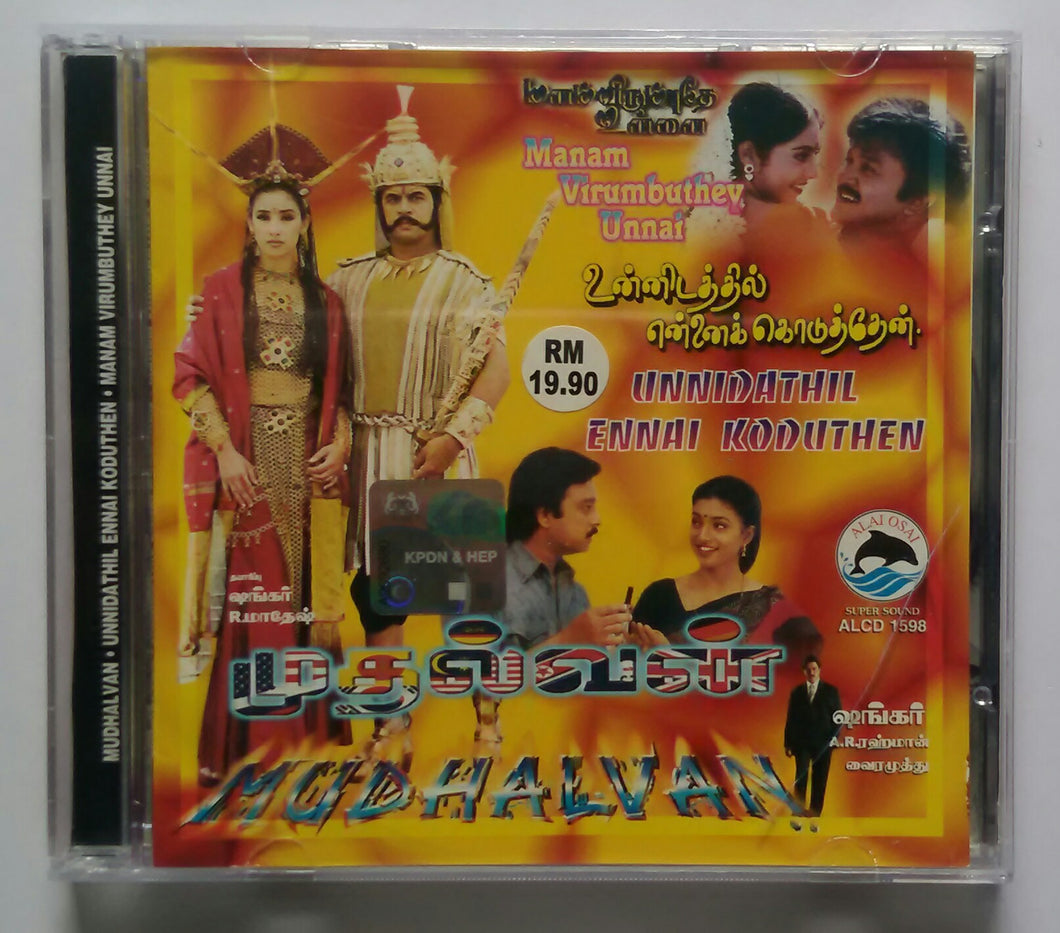 MUDHALVAN • UNNIDATHIL ENNAI KODUTHEN • MANAM VIRUMBUTHEY UNNAI
மனம் விரும்புதே
உன்னை
Manam
Virumbuthey
Unnai
உன்னிடத்தில்
என்னைக் கொடுத்தேன்.
RM
19.90
UNNIDATHIL
ENNAI KODUTHEN
KPDN & HEP
ALAI OSAI
SUPER SOUND
ALCD 1598
தயாரிப்பு
ஷங்கர்
R.மாதேஷ்
முதல்வன்
ஷங்கர்
A.R.ரஹ்மான்
வைரமுத்து
MUDHALVAN